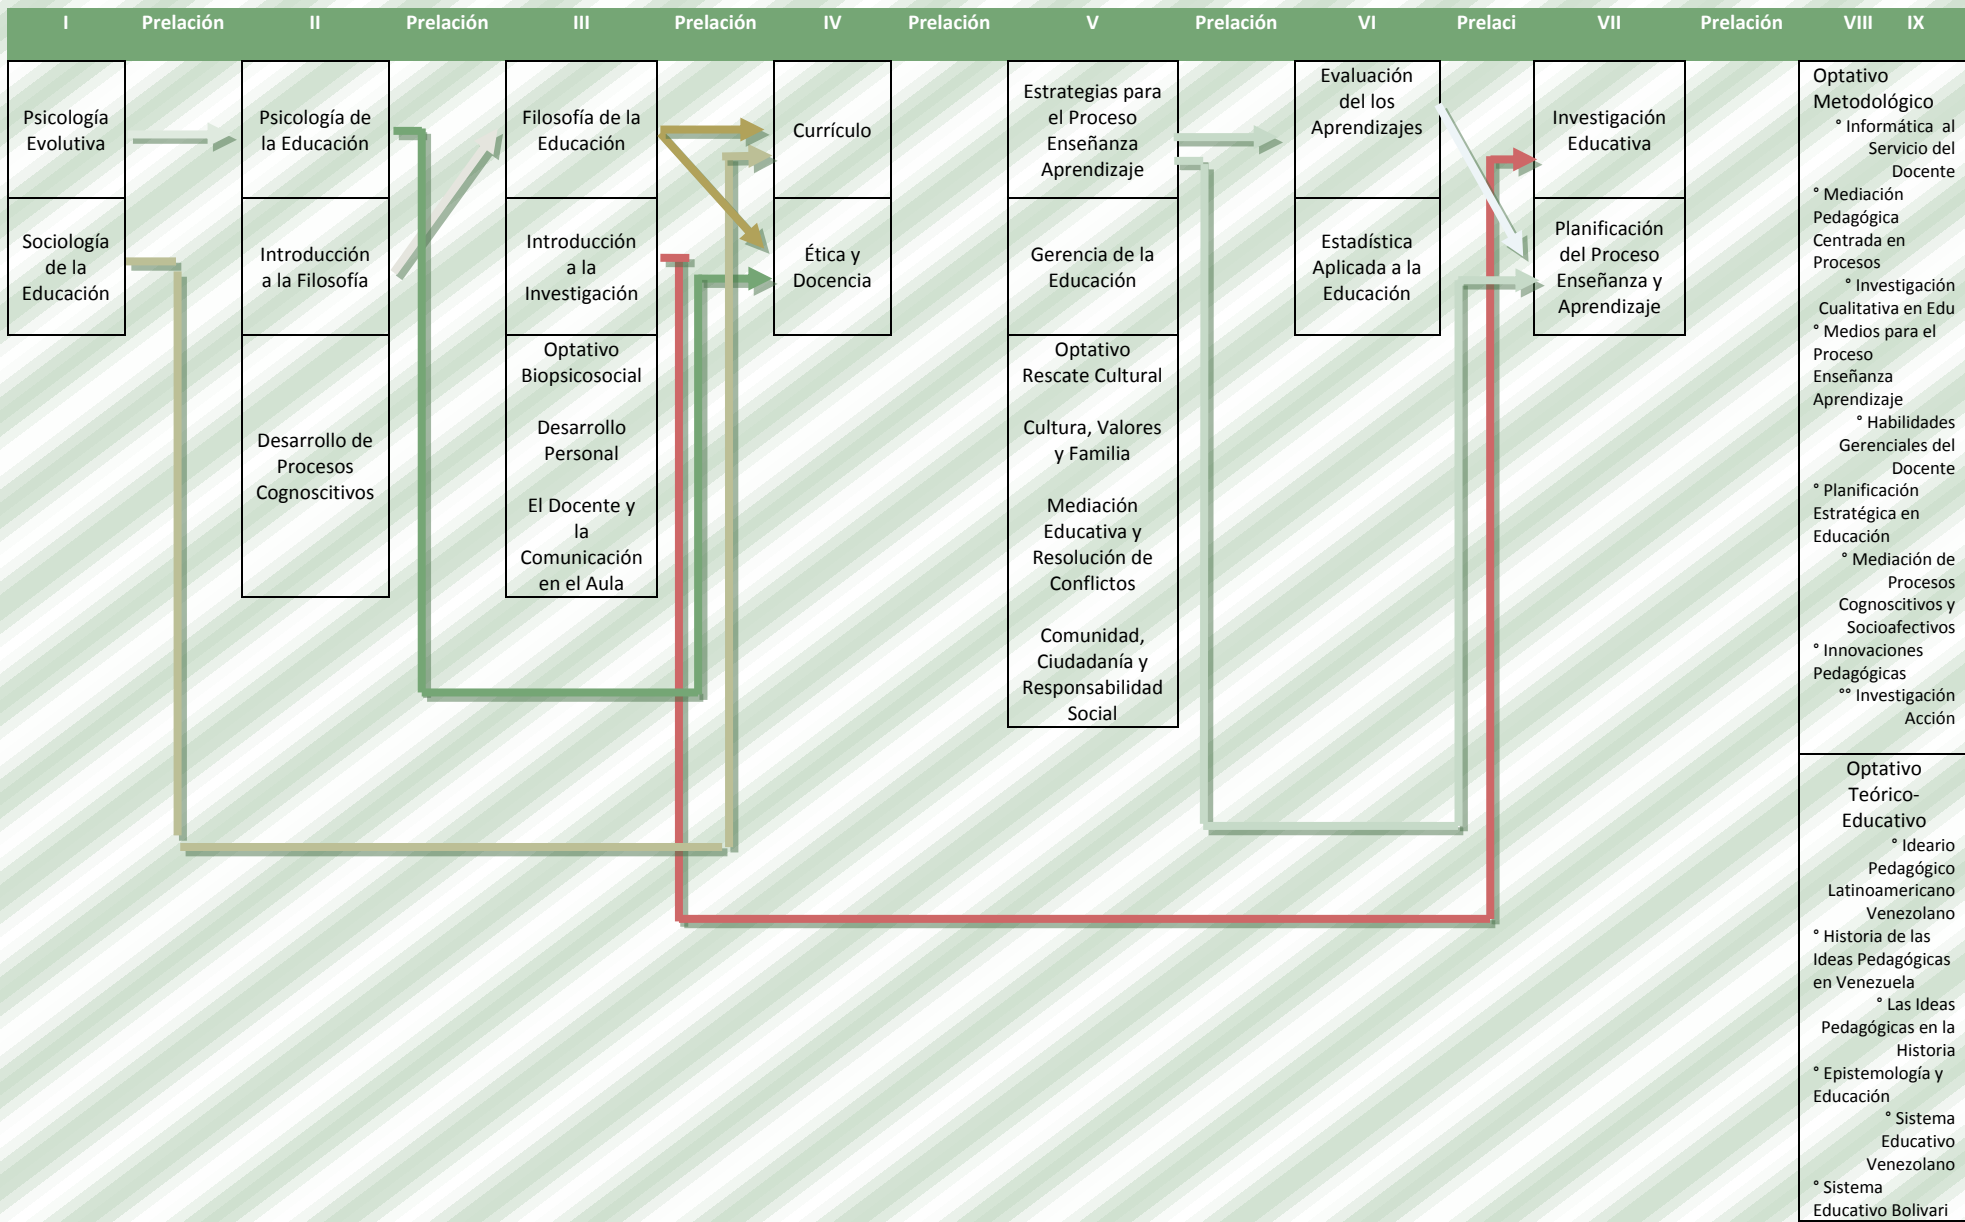 I Prelación II Prelación III Prelación IV Prelación V Prelación VI Prelaci VII Prelación VIII IX
Psicología
Evolutiva
Sociología
de la
Educación
Psicología de
la Educación
Introducción
a la Filosofía
Desarrollo de
Procesos
Cognoscitivos
Filosofía de la
Educación
Introducción
a la
Investigación
Optativo
Biopsicosocial
Desarrollo
Personal
El Docente y
la
Comunicación
en el Aula
Currículo
Ética y
Docencia
Estrategias para
el Proceso
Enseñanza
Aprendizaje
Gerencia de la
Educación
Optativo
Rescate Cultural
Cultura, Valores
y Familia
Mediación
Educativa y
Resolución de
Conflictos
Comunidad,
Ciudadanía y
Responsabilidad
Social
Evaluación
del los
Aprendizajes
Estadística
Aplicada a la
Educación
Investigación
Educativa
Planificación
del Proceso
Enseñanza y
Aprendizaje
Optativo
Metodológico
° Informática al
Servicio del
Docente
° Mediación
Pedagógica
Centrada en
Procesos
° Investigación
Cualitativa en Edu
° Medios para el
Proceso
Enseñanza
Aprendizaje
° Habilidades
Gerenciales del
Docente
° Planificación
Estratégica en
Educación
° Mediación de
Procesos
Cognoscitivos y
Socioafectivos
° Innovaciones
Pedagógicas
°° Investigación
Acción
Optativo
Teórico-
Educativo
° Ideario
Pedagógico
Latinoamericano
Venezolano
° Historia de las
Ideas Pedagógicas
en Venezuela
° Las Ideas
Pedagógicas en la
Historia
° Epistemología y
Educación
° Sistema
Educativo
Venezolano
° Sistema
Educativo Bolivari